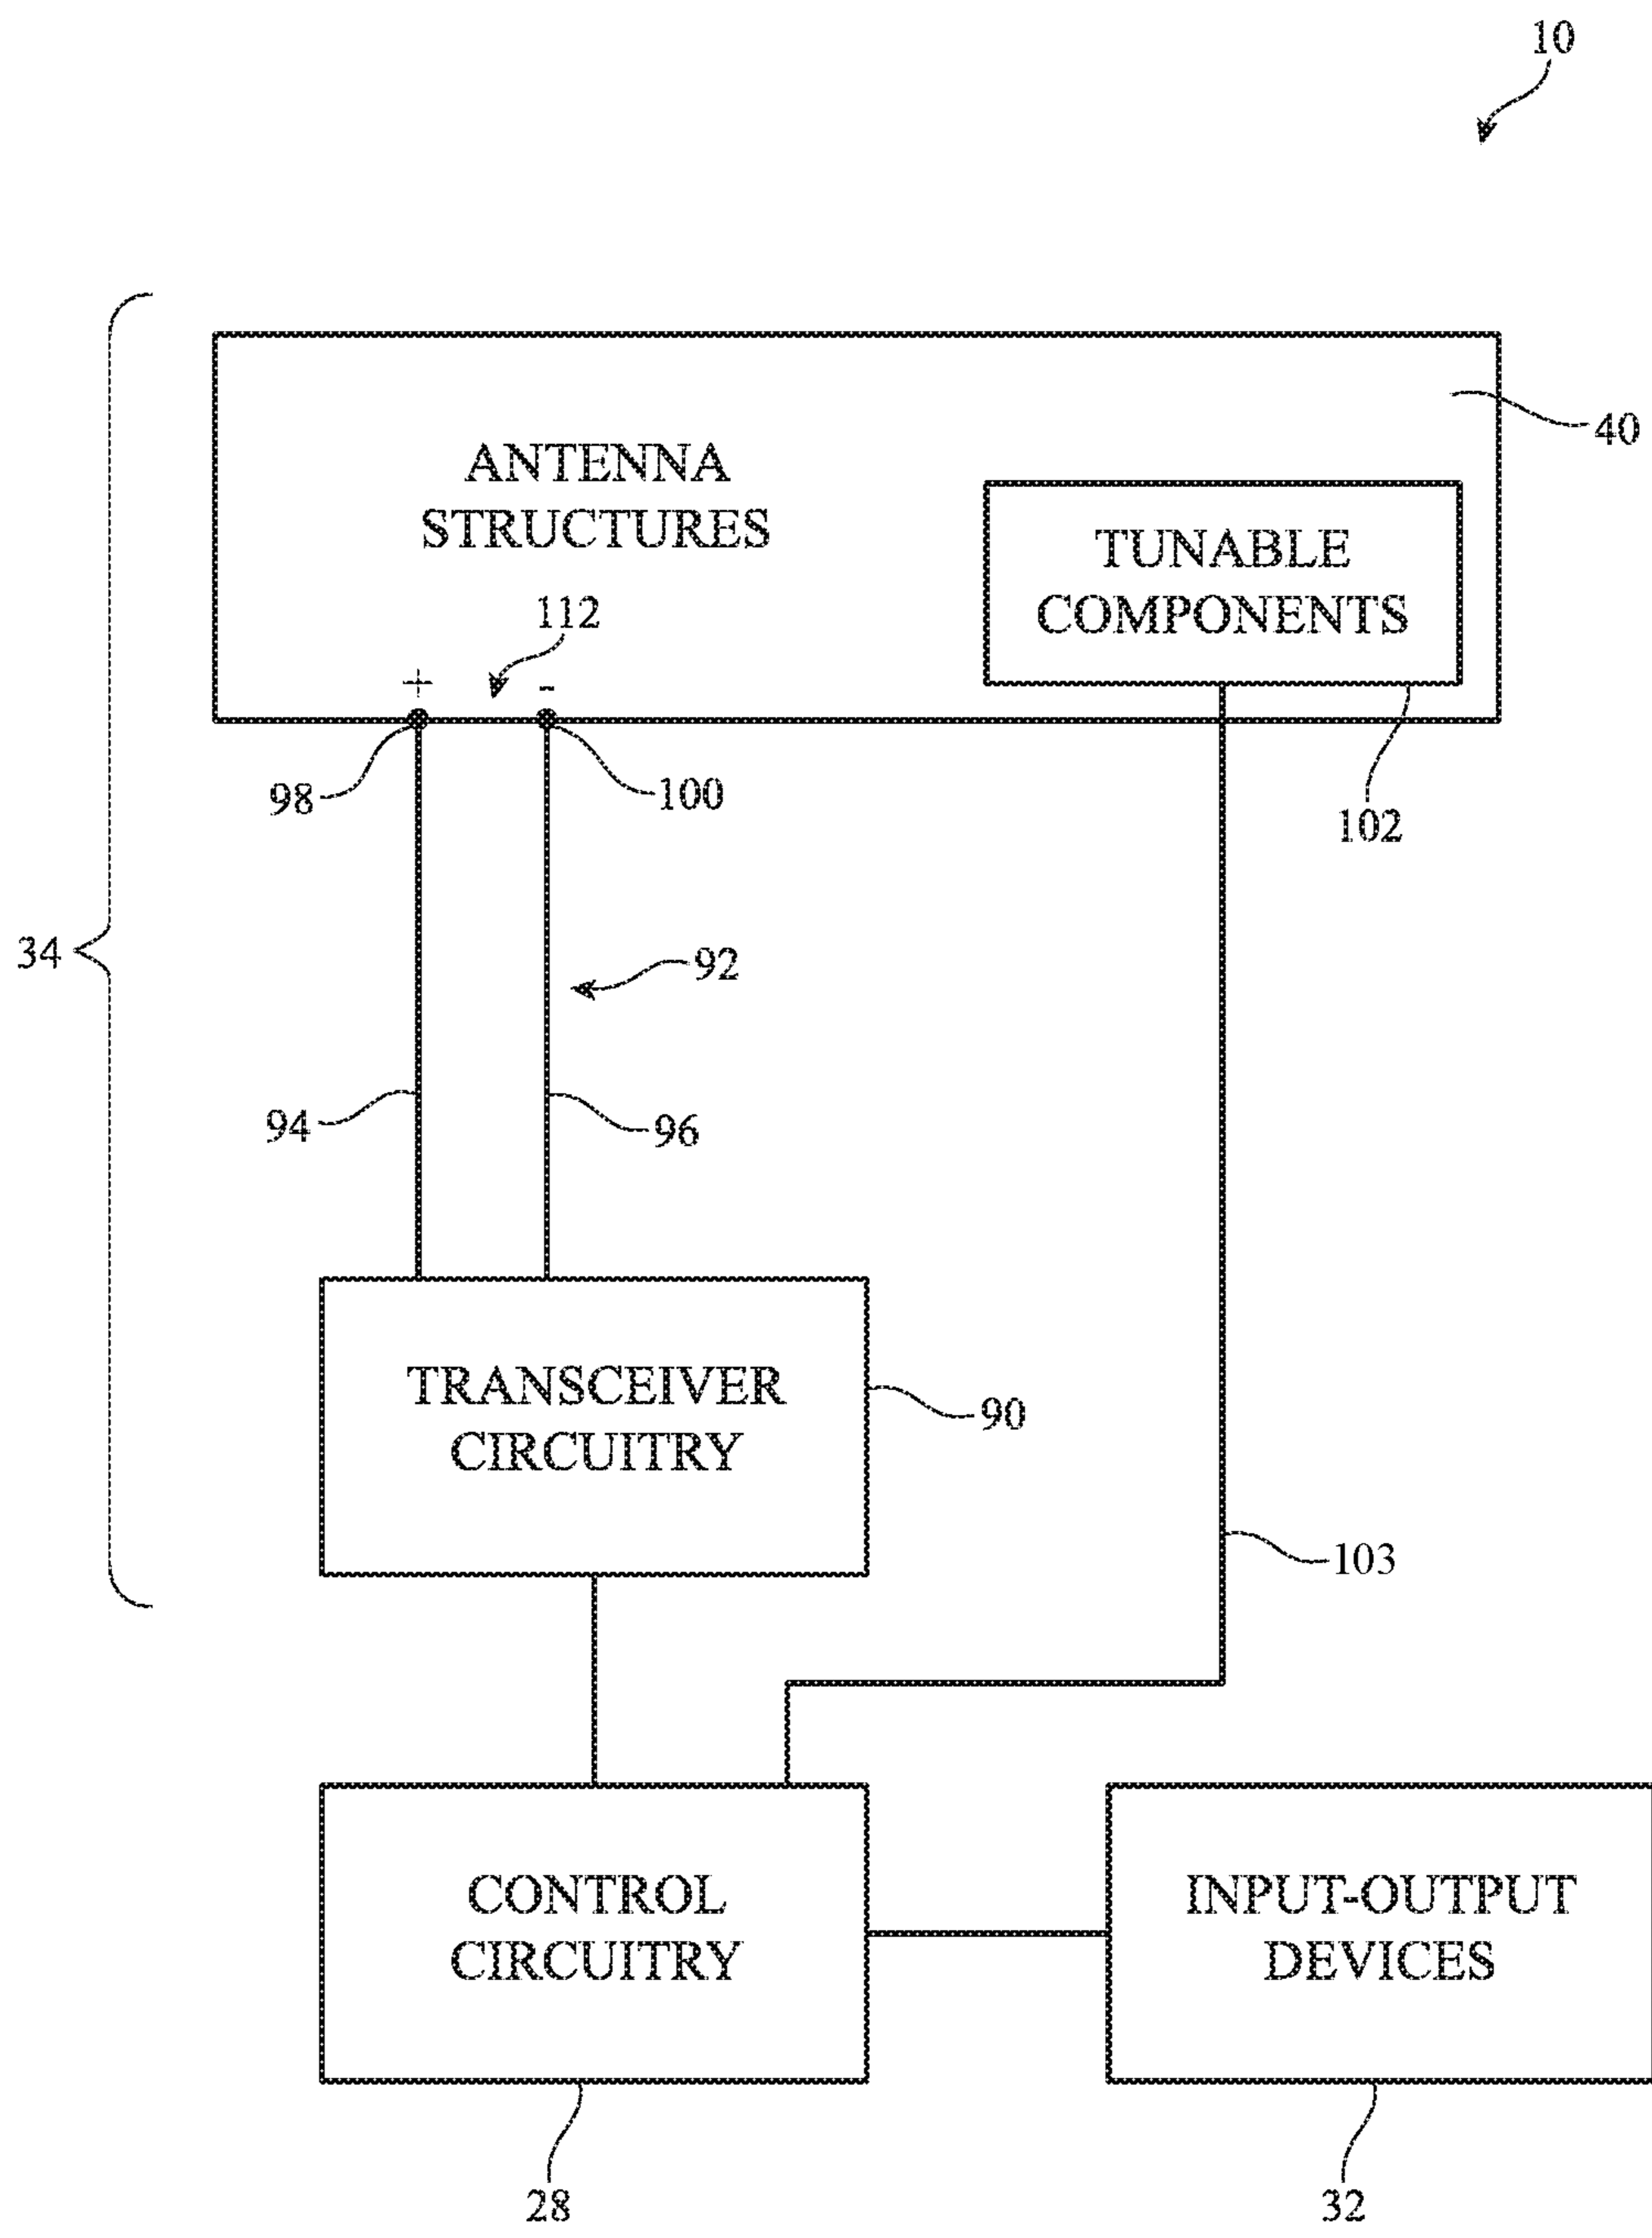 10
40
ANTENNA
STRUCTURES
TUNABLE
COMPONENTS
112
+
-
98
100
102
34
92
94
96
TRANSCEIVER
CIRCUITRY
90
103
CONTROL
CIRCUITRY
INPUT-OUTPUT
DEVICES
28
32